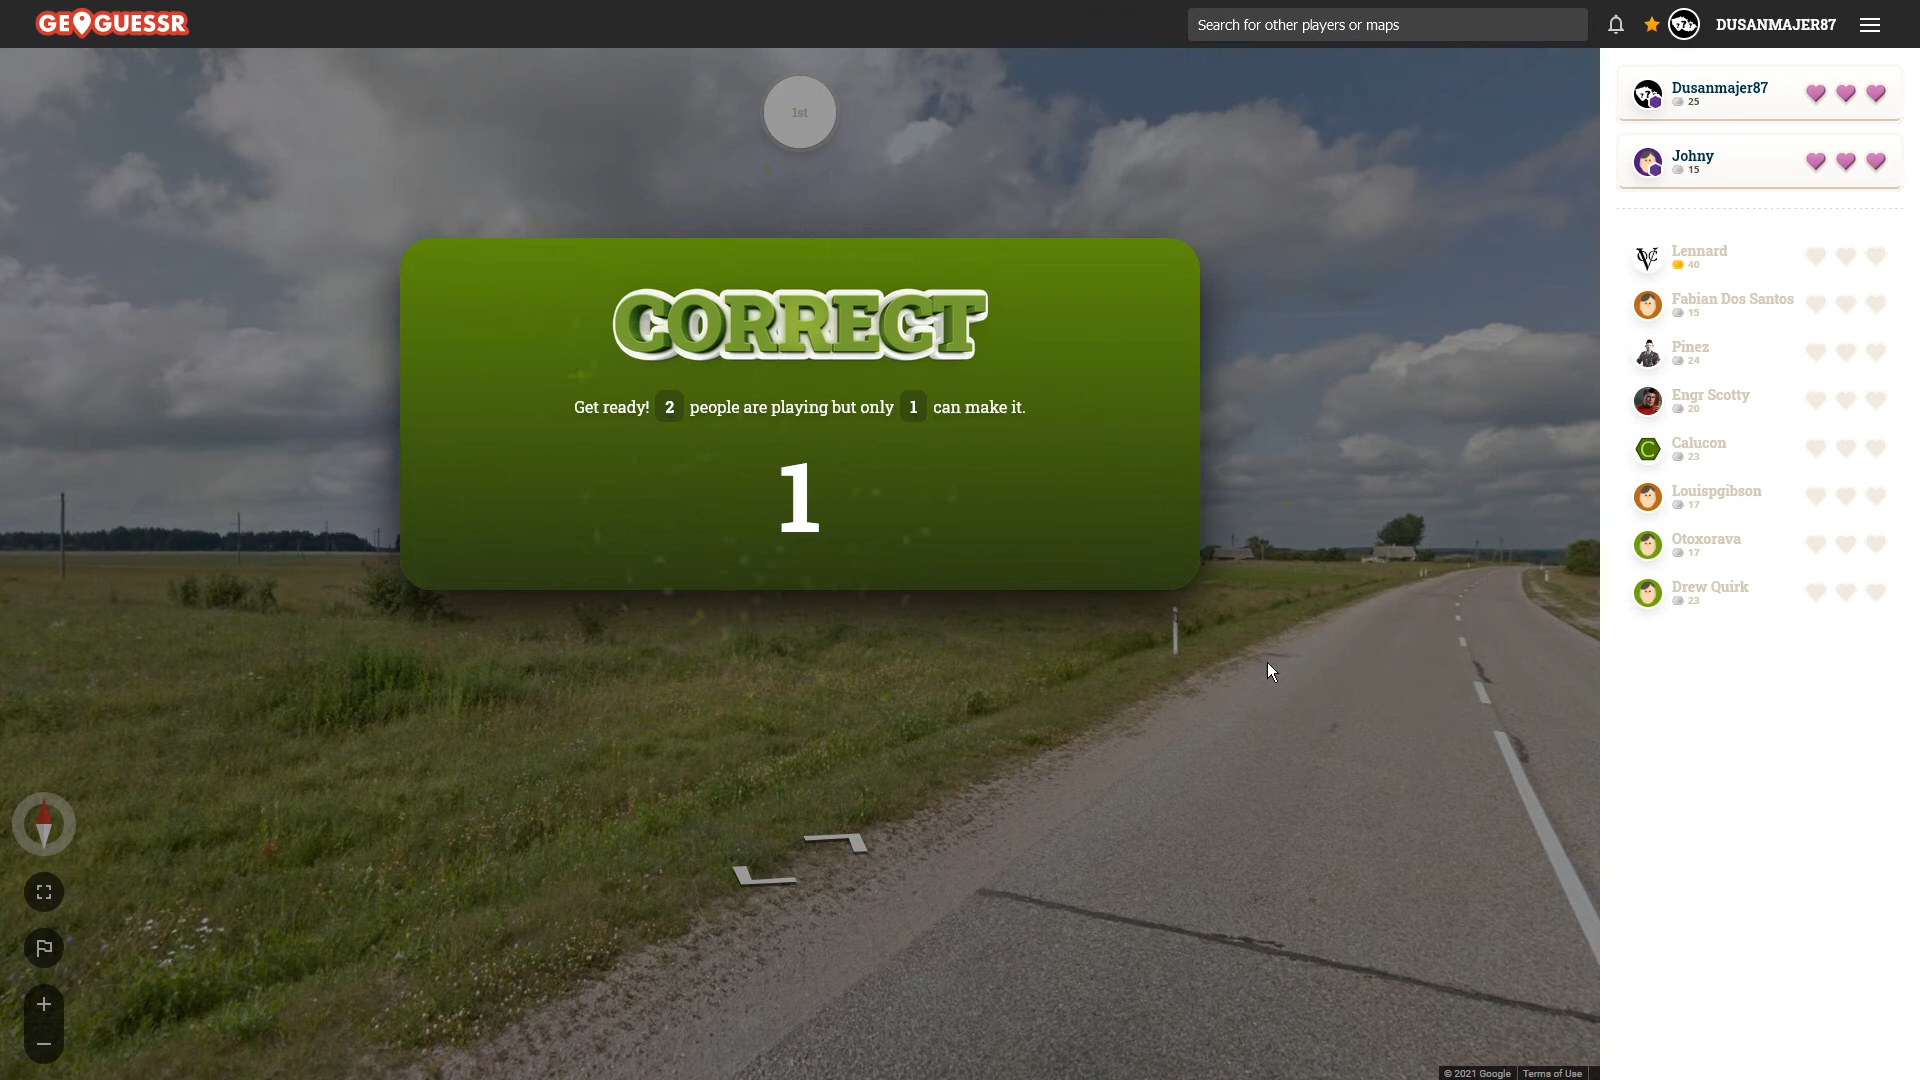 GEOGUESSR
Search for other players or maps
DUSANMAJER87
1st
CORRECT
Get ready! 2 people are playing but only 1 can make it.
1
Dusanmajer87
25
Johny
15
Lennard
40
Fabian Dos Santos
15
Pinez
24
Engr Scotty
20
Calucon
23
Louispgibson
17
Otoxorava
17
Drew Quirk
23
© 2021 Google
Terms of Use